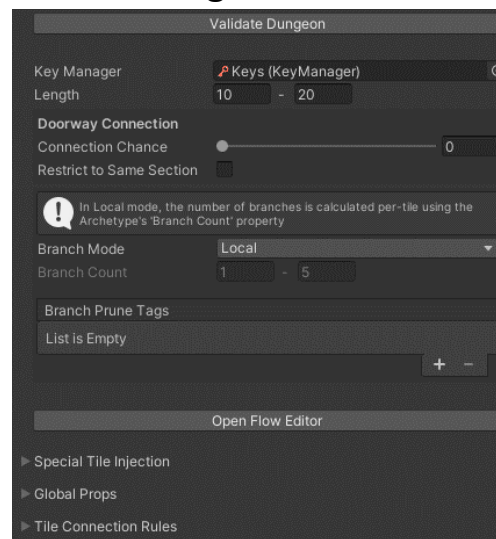 Validate Dungeon
Key Manager Keys (KeyManager)
Length 10 - 20
Doorway Connection
Connection Chance 0
Restrict to Same Section
In Local mode, the number of branches is calculated per-tile using the
Archetype's 'Branch Count' property
Branch Mode Local
Branch Count 1 - 5
Branch Prune Tags
List is Empty
+ -
Open Flow Editor
Special Tile Injection
Global Props
Tile Connection Rules